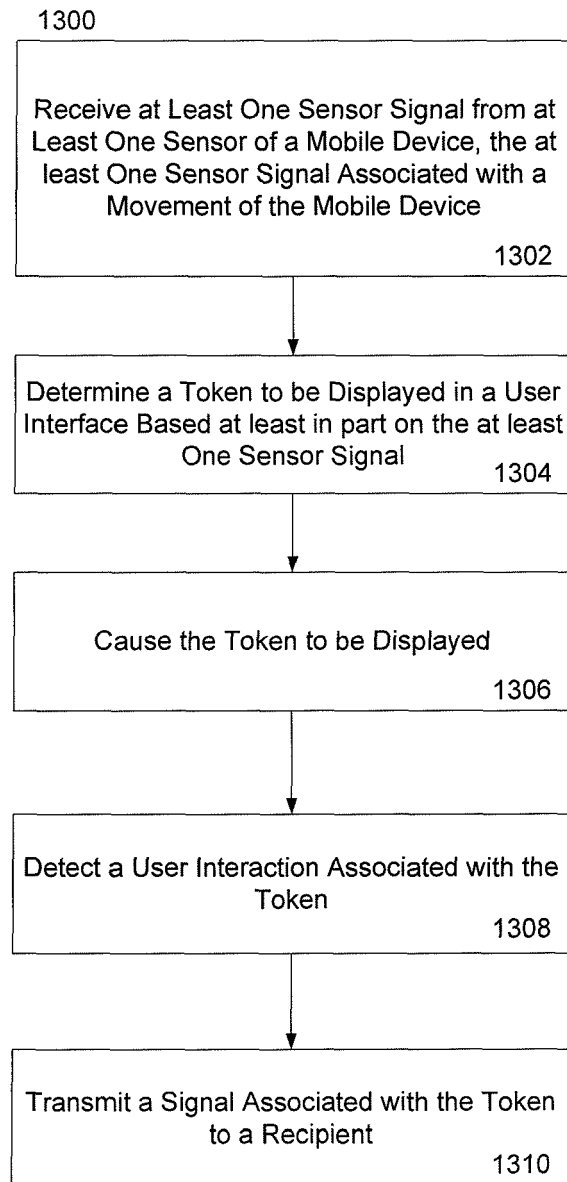 1300
Receive at Least One Sensor Signal from at
Least One Sensor of a Mobile Device, the at
least One Sensor Signal Associated with a
Movement of the Mobile Device
1302
Determine a Token to be Displayed in a User
Interface Based at least in part on the at least
One Sensor Signal
1304
Cause the Token to be Displayed
1306
Detect a User Interaction Associated with the
Token
1308
Transmit a Signal Associated with the Token
to a Recipient
1310